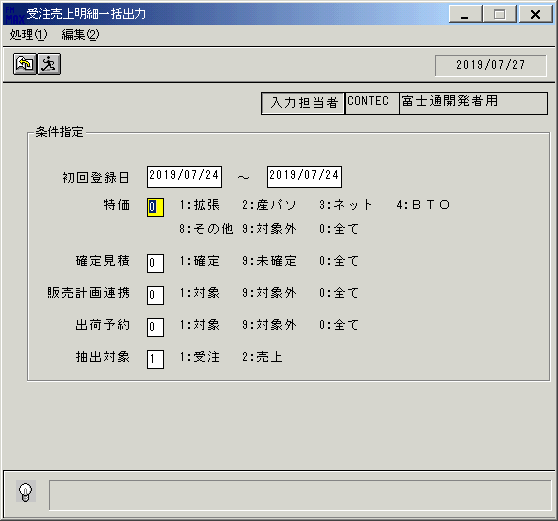 受注売上明細一括出力
処理(1) 編集(2)
2019/07/27
入力担当者 CONTEC 富士通開発者用
条件指定
初回登録日 2019/07/24 ～ 2019/07/24
特価 0 1:拡張 2:産パソ 3:ネット 4:ＢＴＯ
8:その他 9:対象外 0:全て
確定見積 0 1:確定 9:未確定 0:全て
販売計画連携 0 1:対象 9:対象外 0:全て
出荷予約 0 1:対象 9:対象外 0:全て
抽出対象 1 1:受注 2:売上